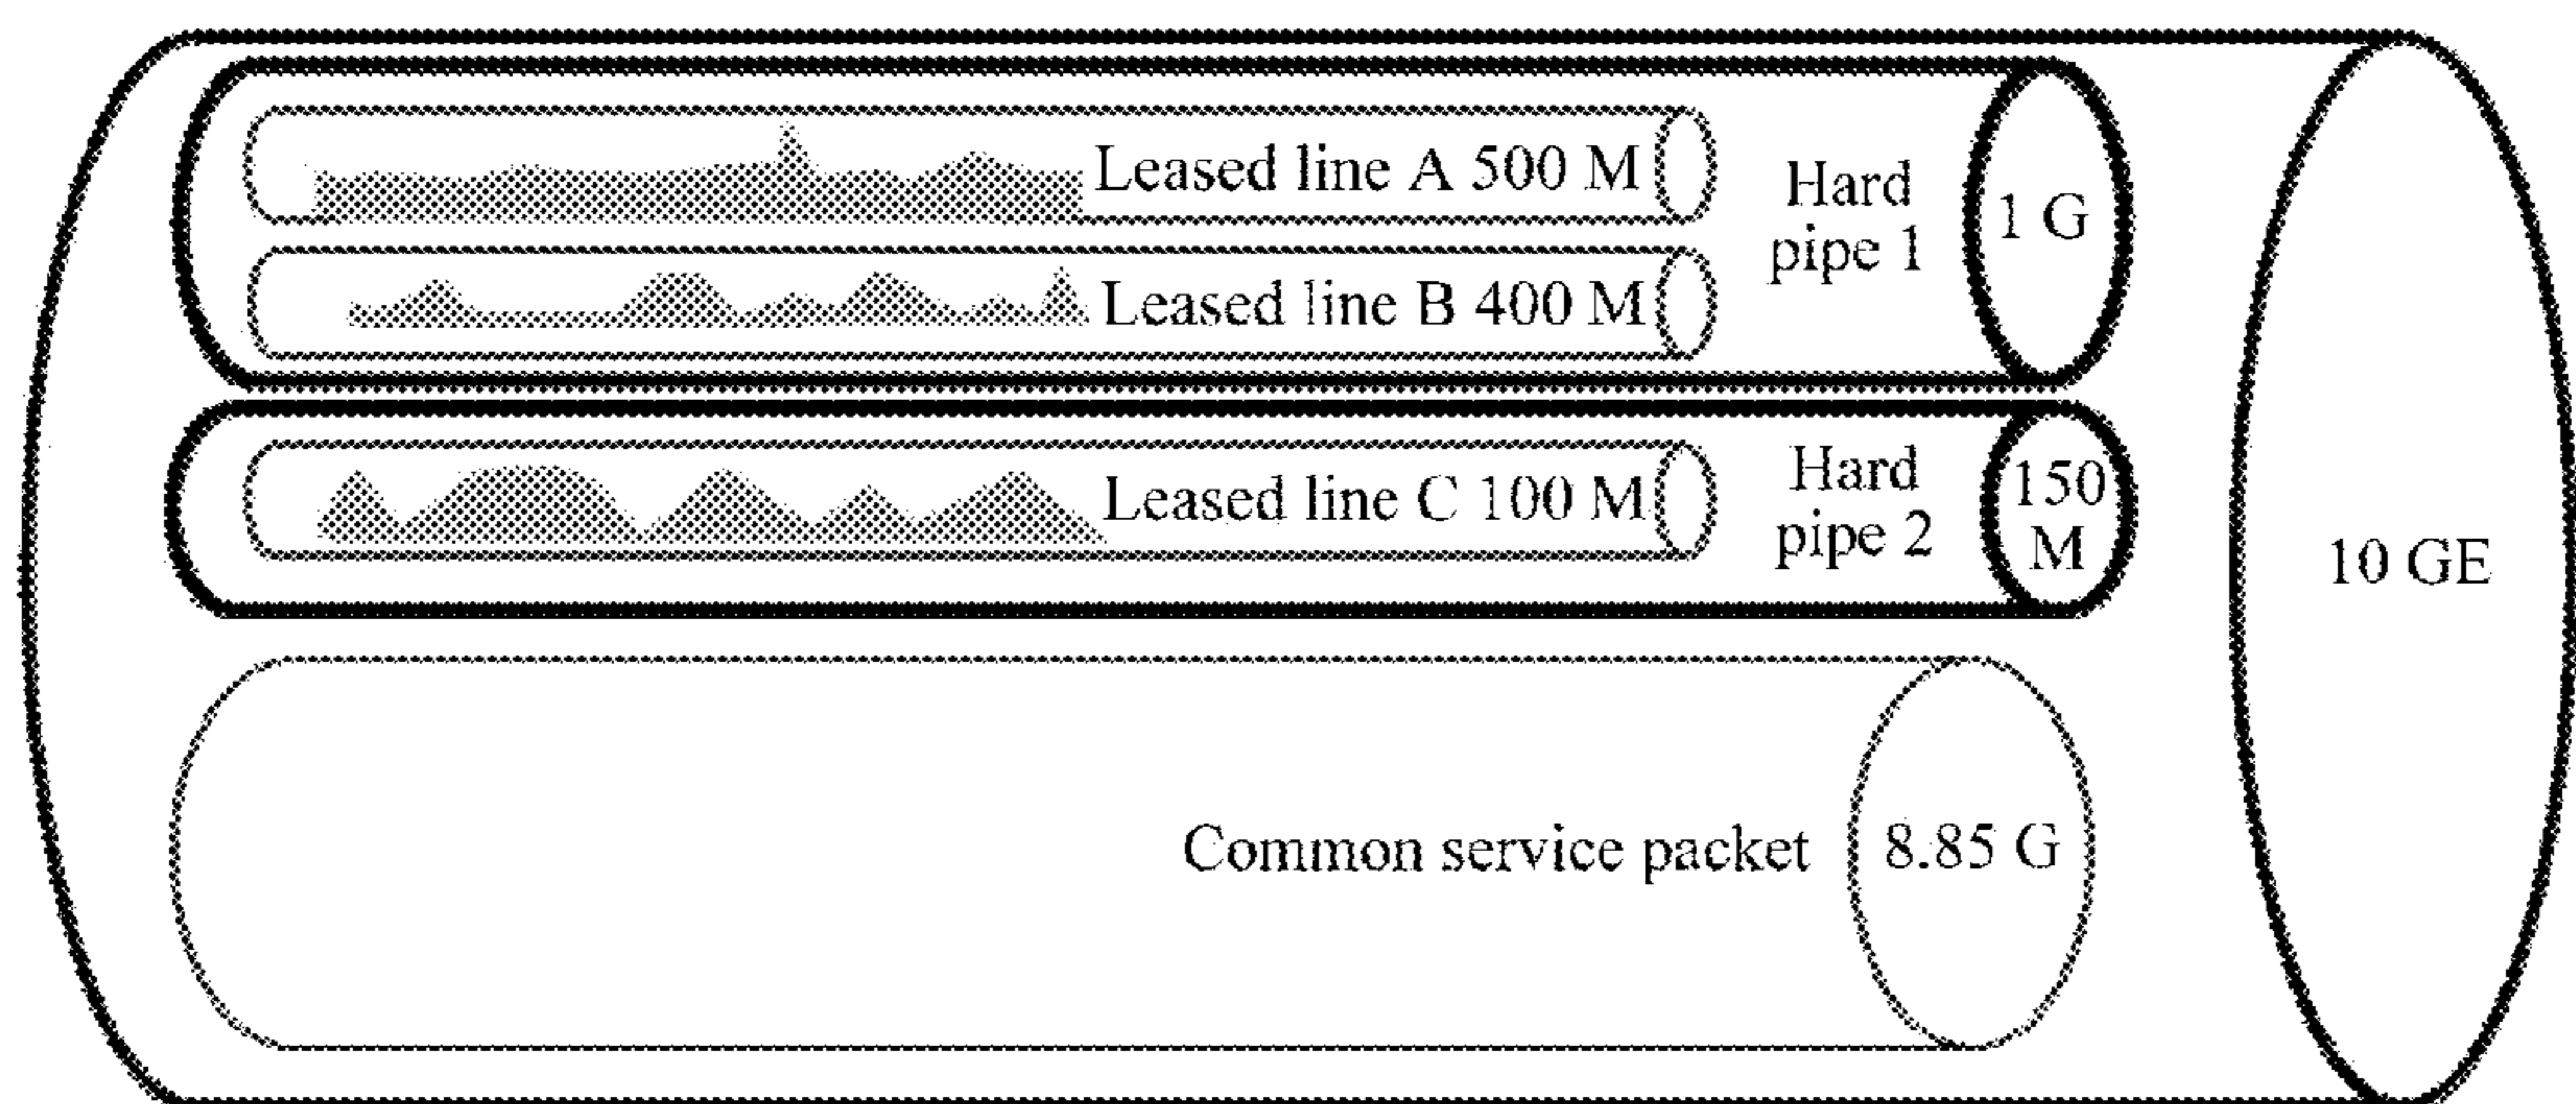 Leased line A 500 M
Hard
pipe 1
1 G
Leased line B 400 M
Leased line C 100 M
Hard
pipe 2
150
M
10 GE
Common service packet
8.85 G